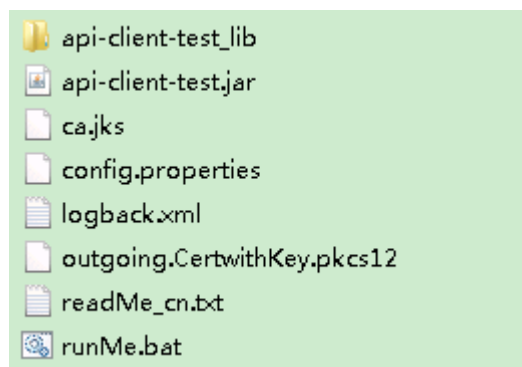 api-client-test_lib
api-client-test.jar
ca.jks
config.properties
logback.xml
outgoing.CertwithKey.pkcs12
readMe_cn.txt
runMe.bat